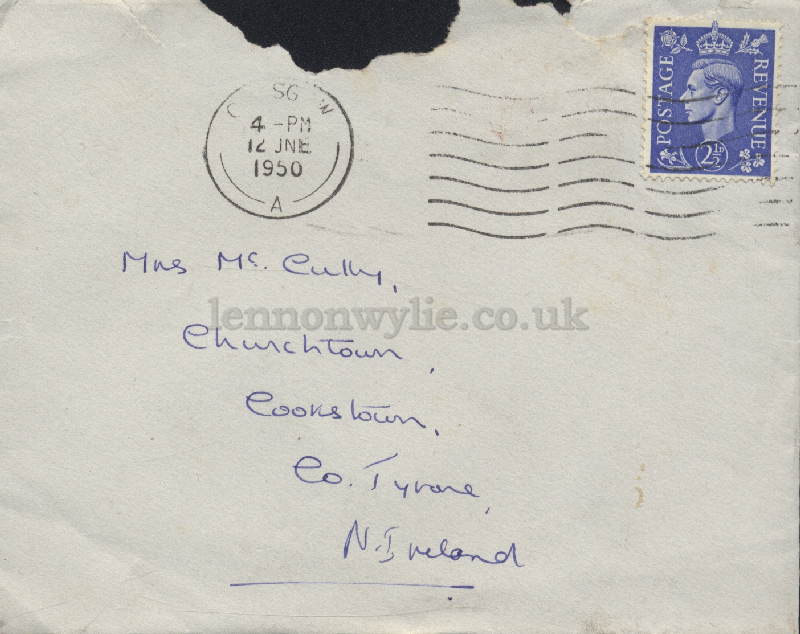 SG W
4-PM
12 JNE
1950
A
POSTAGE
REVENUE
2½
Mrs Mc. Cully,
lennonwylie.co.uk
Churchtown,
Cookstown,
Co. Tyrone,
N. Ireland